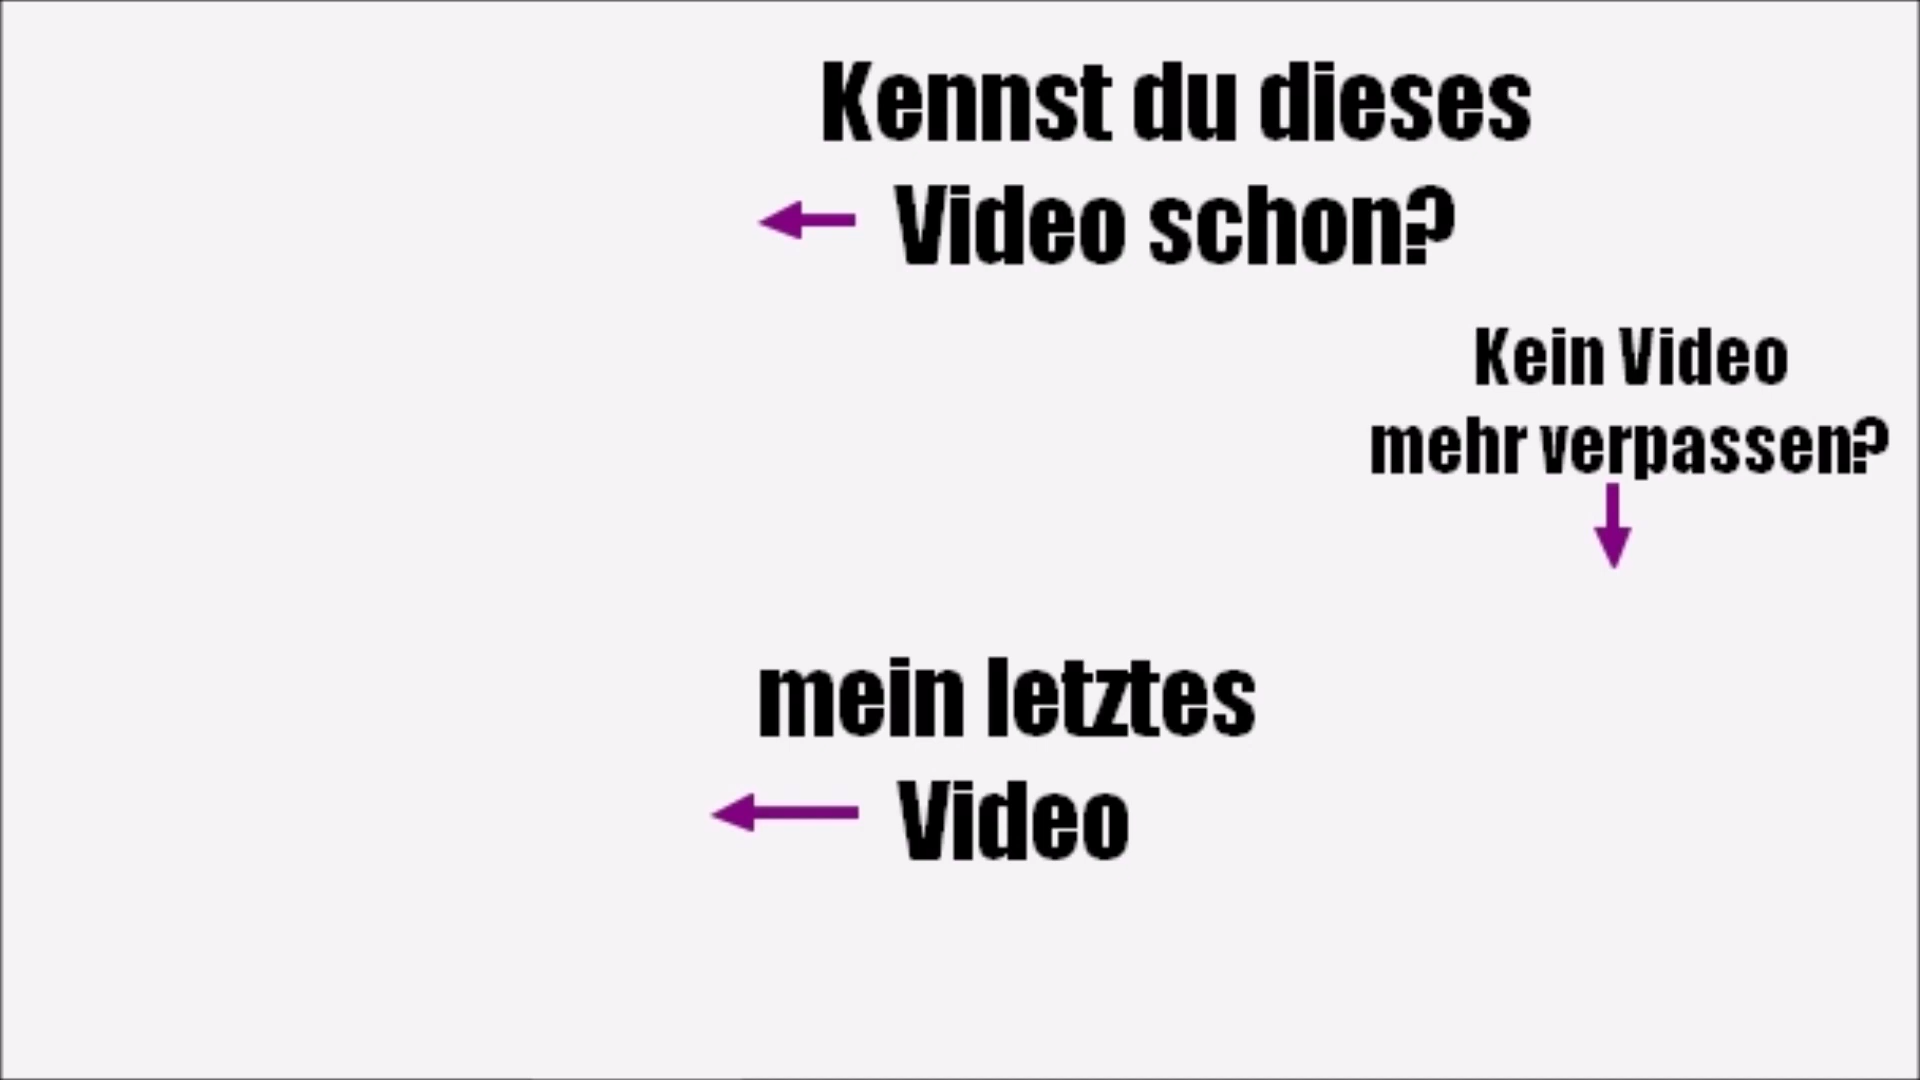 Kennst du dieses
Video schon?
Kein Video
mehr verpassen?
mein letztes
Video